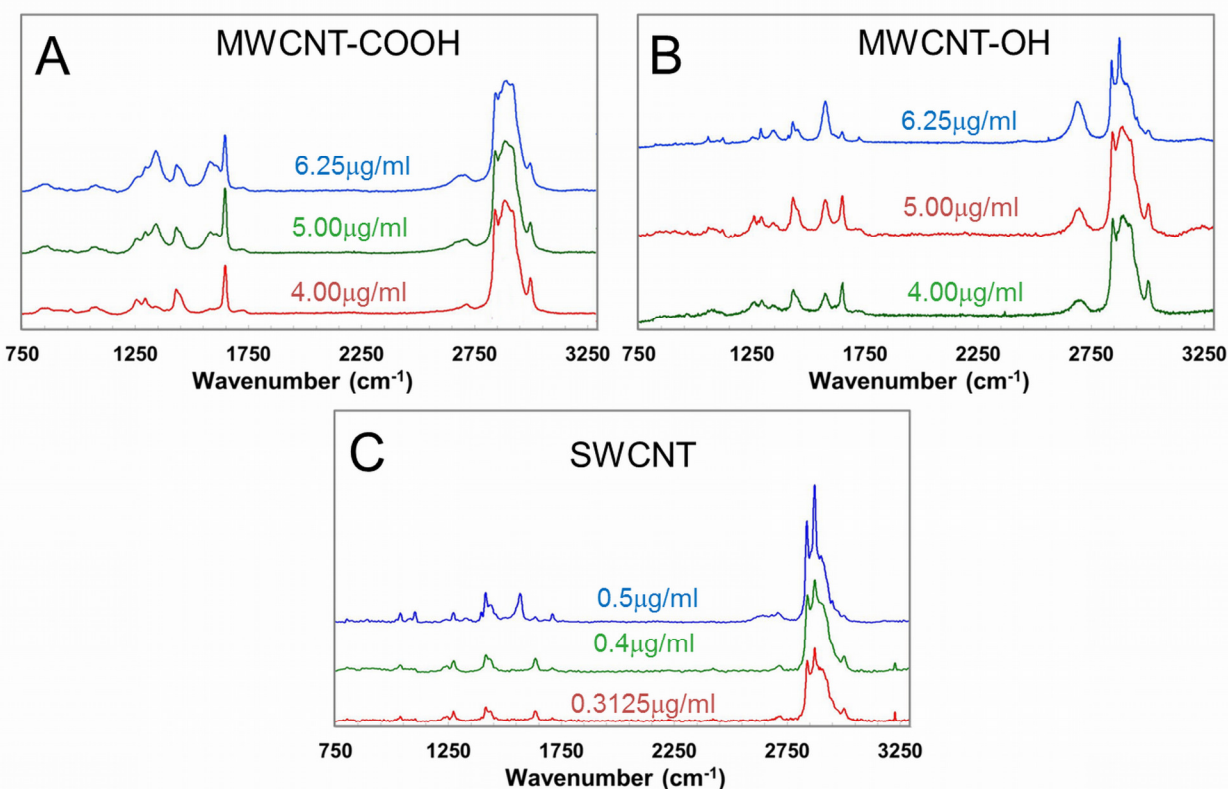 A
MWCNT-COOH
6.25µg/ml
5.00µg/ml
4.00µg/ml
750 1250 1750 2250 2750 3250
Wavenumber (cm-1)
B
MWCNT-OH
6.25µg/ml
5.00µg/ml
4.00µg/ml
750 1250 1750 2250 2750 3250
Wavenumber (cm-1)
C
SWCNT
0.5µg/ml
0.4µg/ml
0.3125µg/ml
750 1250 1750 2250 2750 3250
Wavenumber (cm-1)